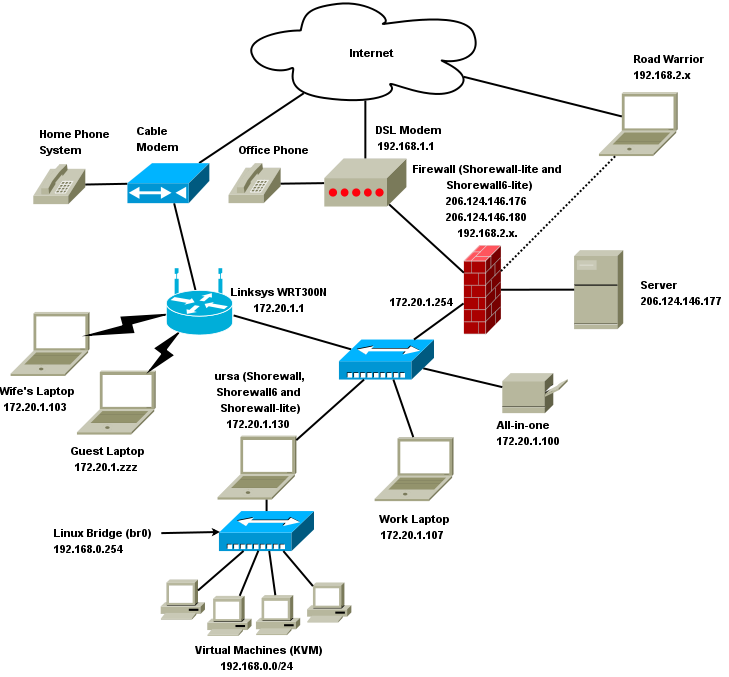 Internet
Road Warrior
192.168.2.x
Home Phone
System
Cable
Modem
Office Phone
DSL Modem
192.168.1.1
Firewall (Shorewall-lite and
Shorewall6-lite)
206.124.146.176
206.124.146.180
192.168.2.x.
Linksys WRT300N
172.20.1.1
172.20.1.254
Server
206.124.146.177
Wife's Laptop
172.20.1.103
Guest Laptop
172.20.1.zzz
ursa (Shorewall,
Shorewall6 and
Shorewall-lite)
172.20.1.130
All-in-one
172.20.1.100
Work Laptop
172.20.1.107
Linux Bridge (br0)
192.168.0.254
Virtual Machines (KVM)
192.168.0.0/24